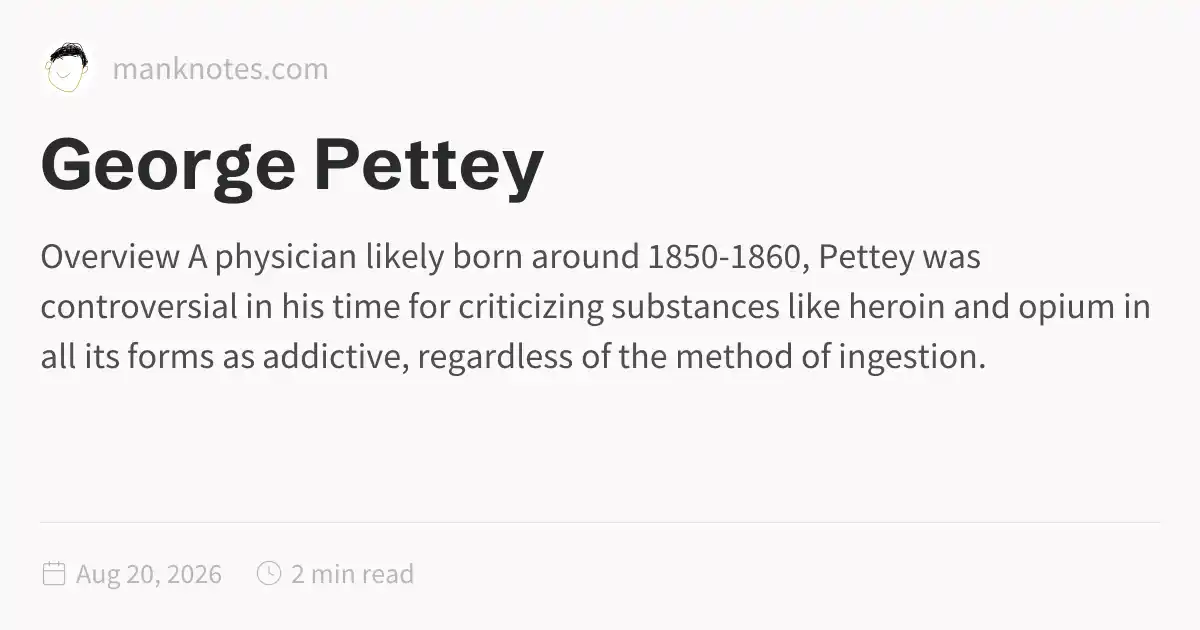 manknotes.com
George Pettey
Overview A physician likely born around 1850-1860, Pettey was
controversial in his time for criticizing substances like heroin and opium in
all its forms as addictive, regardless of the method of ingestion.
Aug 20, 2026 2 min read